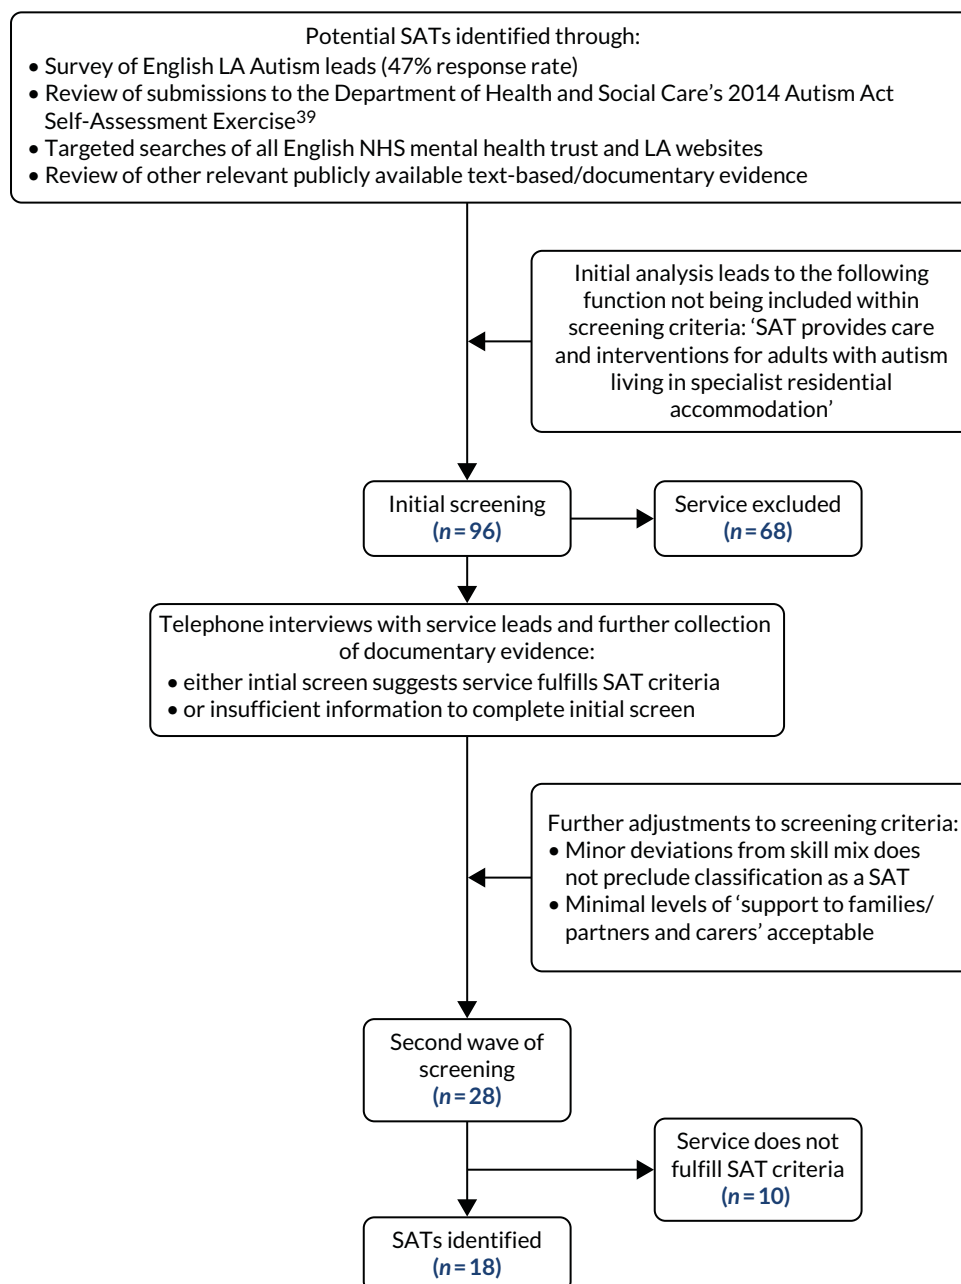 Potential SATs identified through:
• Survey of English LA Autism leads (47% response rate)
• Review of submissions to the Department of Health and Social Care’s 2014 Autism Act
Self-Assessment Exercise39
• Targeted searches of all English NHS mental health trust and LA websites
• Review of other relevant publicly available text-based/documentary evidence
Initial analysis leads to the following
function not being included within
screening criteria: ‘SAT provides care
and interventions for adults with autism
living in specialist residential
accommodation’
Initial screening
(n=96)
Service excluded
(n=68)
Telephone interviews with service leads and further collection
of documentary evidence:
• either intial screen suggests service fulfills SAT criteria
• or insufficient information to complete initial screen
Further adjustments to screening criteria:
• Minor deviations from skill mix does
not preclude classification as a SAT
• Minimal levels of ‘support to families/
partners and carers’ acceptable
Second wave of
screening
(n=28)
Service does not
fulfill SAT criteria
(n=10)
SATs identified
(n=18)